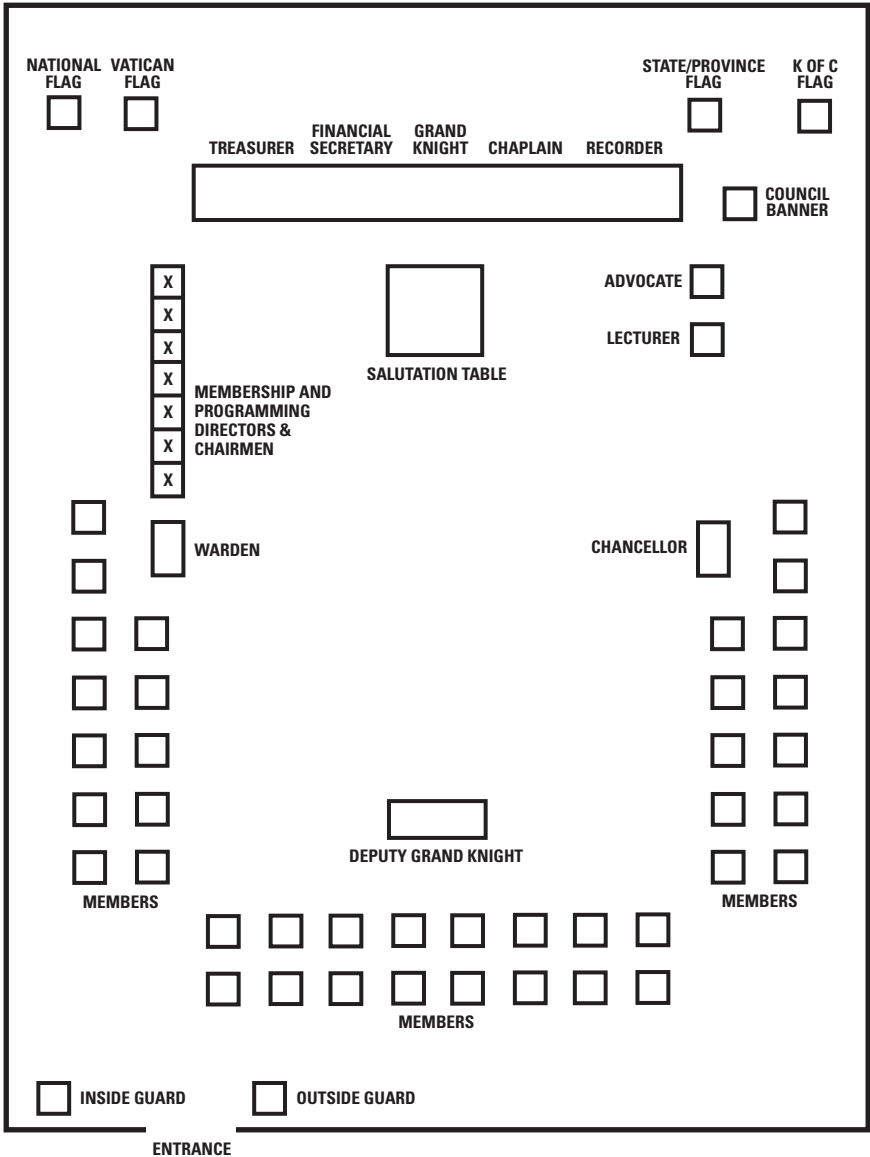 NATIONAL FLAG
VATICAN FLAG
STATE/PROVINCE FLAG
K OF C FLAG
TREASURER
FINANCIAL SECRETARY
GRAND KNIGHT
CHAPLAIN
RECORDER
COUNCIL
BANNER
X
X
X
X
X
X
X
ADVOCATE
LECTURER
SALUTATION TABLE
MEMBERSHIP AND
PROGRAMMING
DIRECTORS &
CHAIRMEN
WARDEN
CHANCELLOR
DEPUTY GRAND KNIGHT
MEMBERS
MEMBERS
MEMBERS
INSIDE GUARD
OUTSIDE GUARD
ENTRANCE